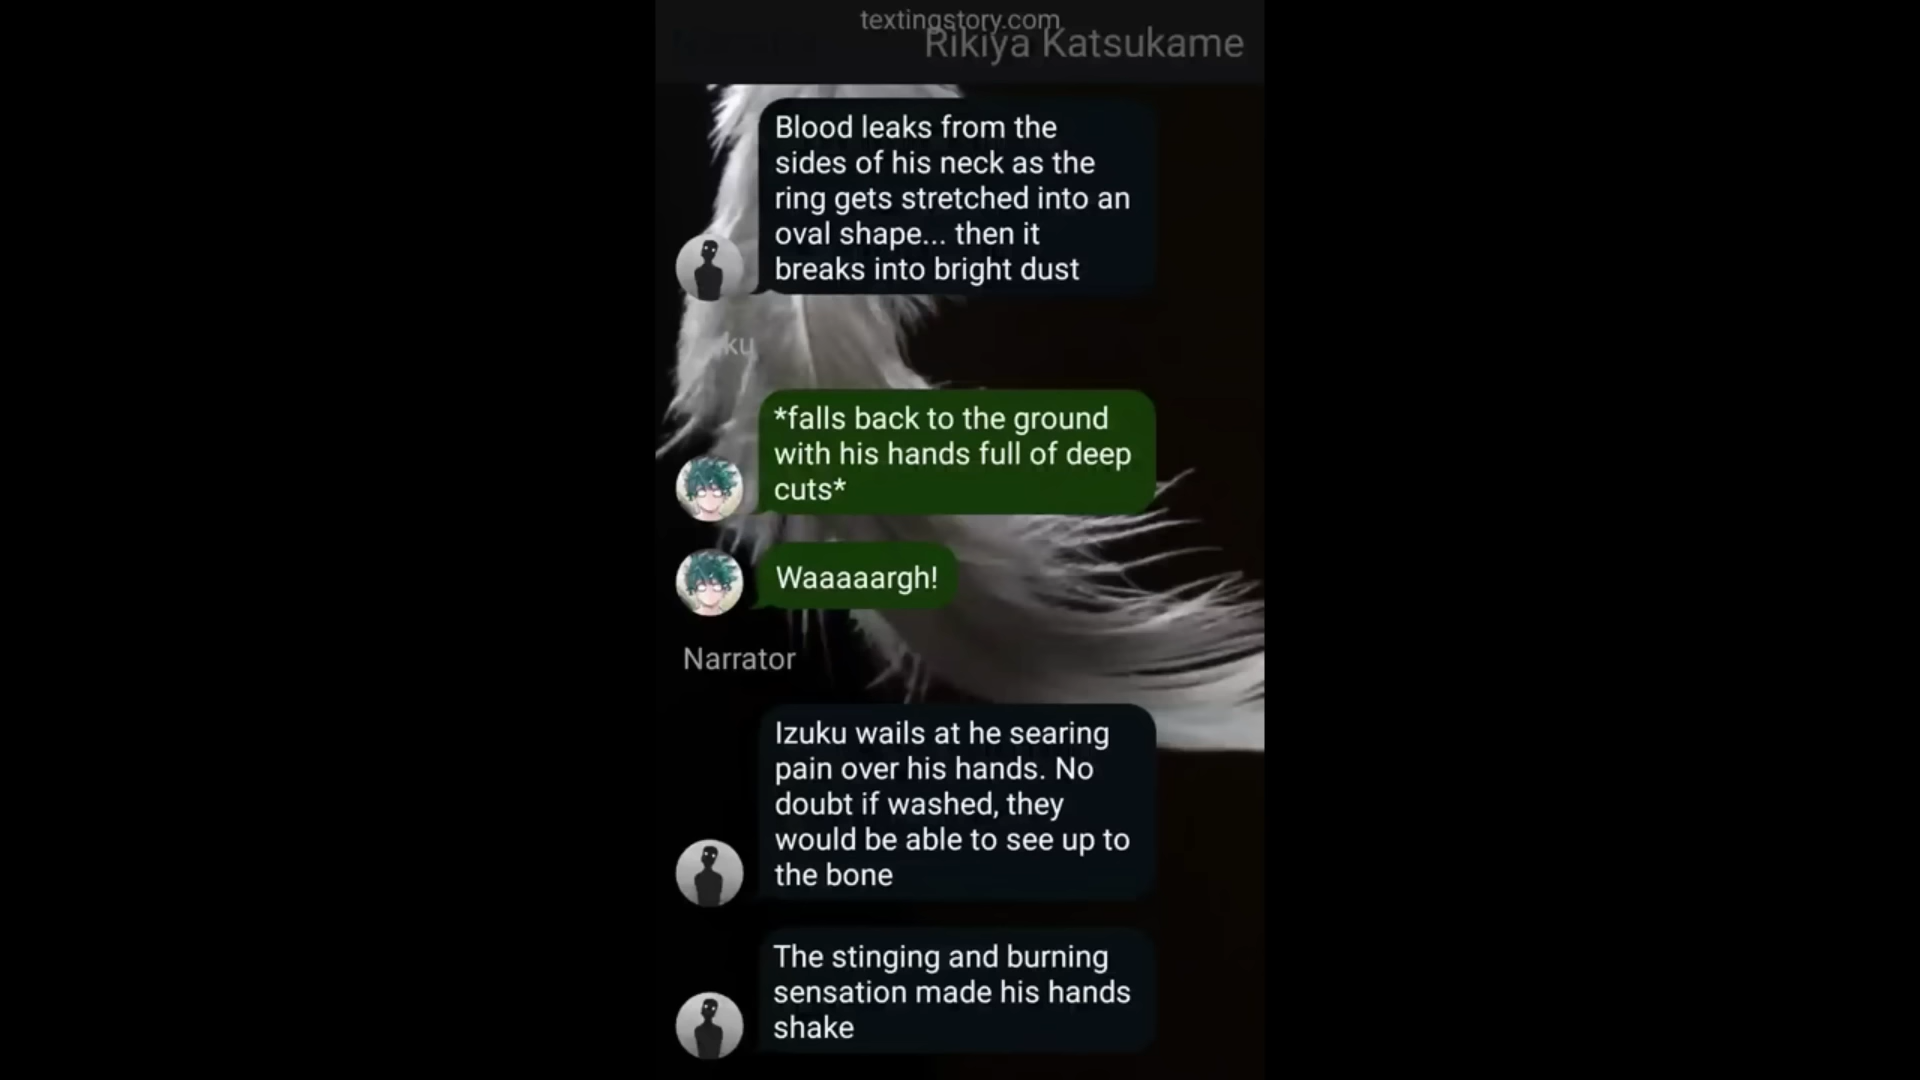 textingstory.com
Rikiya Katsukame
Blood leaks from the
sides of his neck as the
ring gets stretched into an
oval shape... then it
breaks into bright dust
*falls back to the ground
with his hands full of deep
cuts*
Waaaaargh!
Narrator
Izuku wails at he searing
pain over his hands. No
doubt if washed, they
would be able to see up to
the bone
The stinging and burning
sensation made his hands
shake